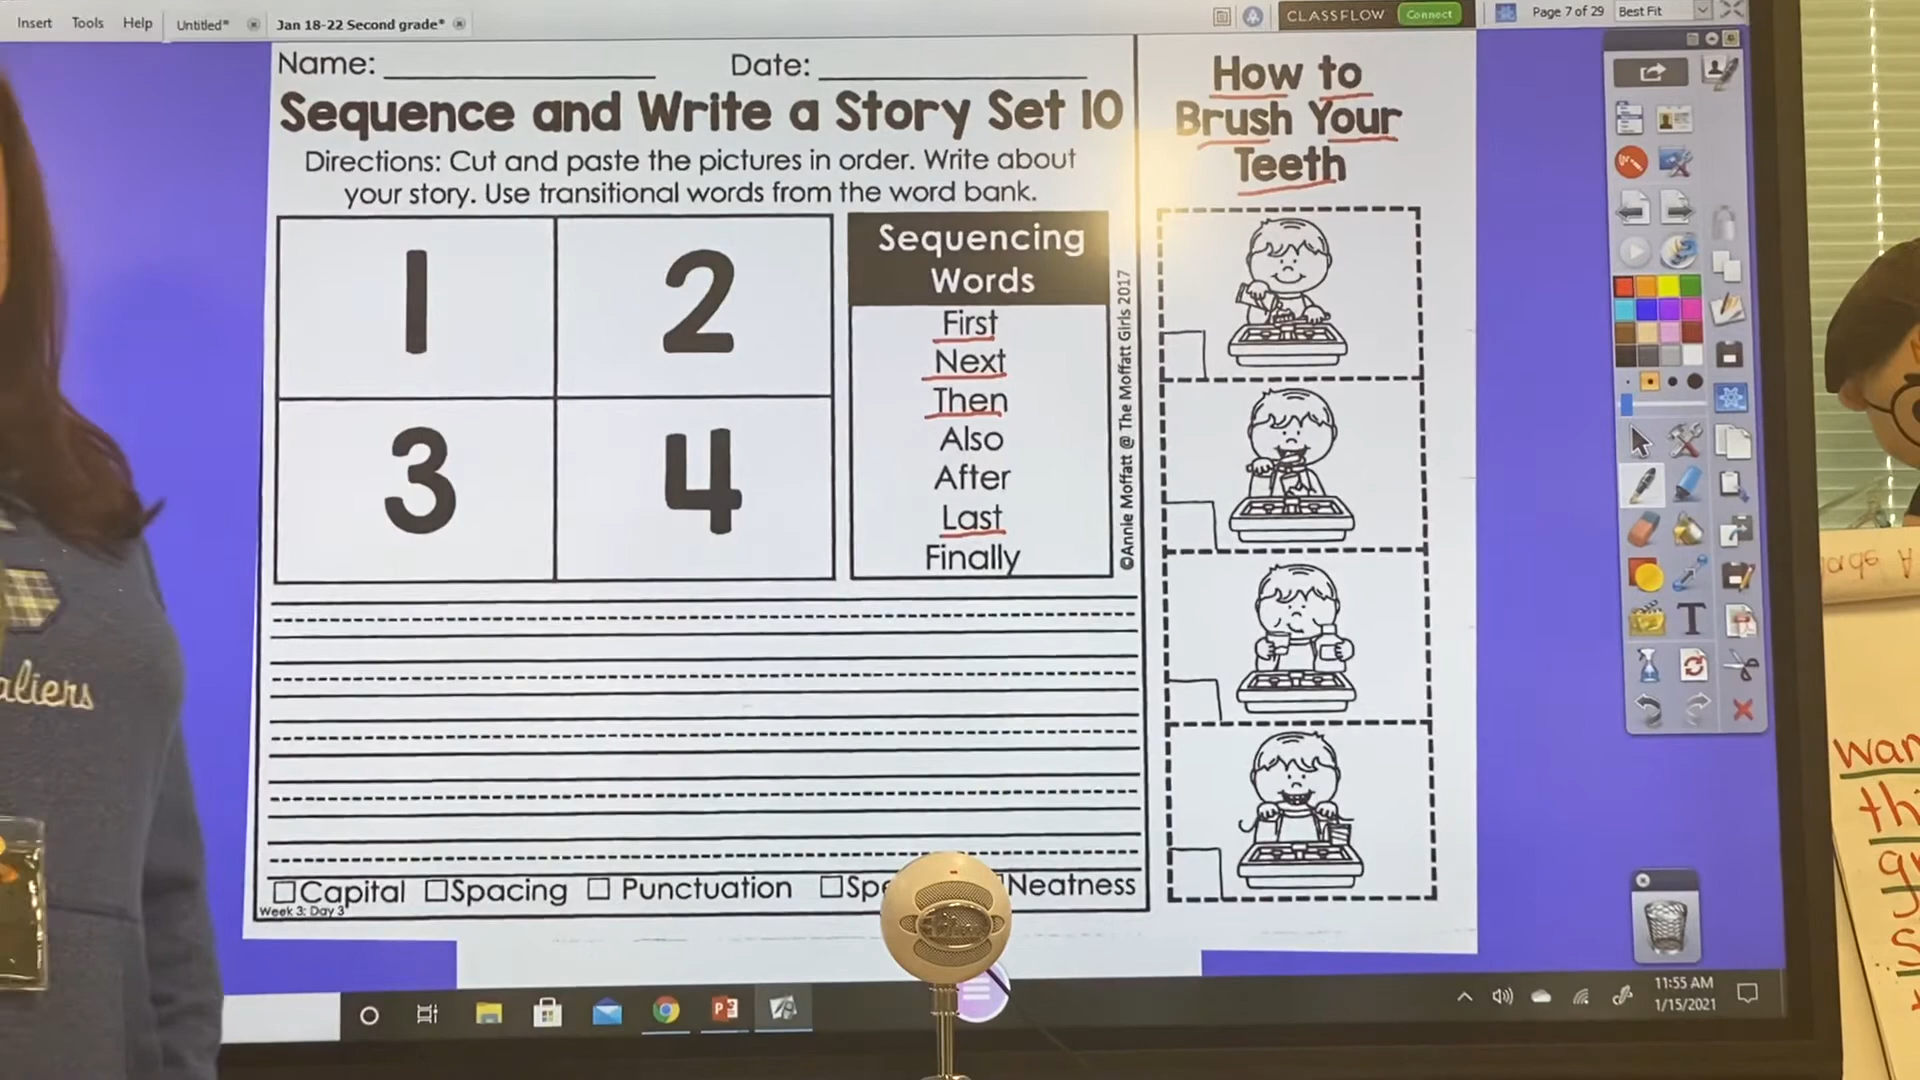 Insert Tools Help Untitled* Jan 18-22 Second grade* CLASSFLOW Connect Page 7 of 29 Best Fit
Name: Date:
Sequence and Write a Story Set 10
Directions: Cut and paste the pictures in order. Write about
your story. Use transitional words from the word bank.
1 2
3 4
Sequencing
Words
First
Next
Then
Also
After
Last
Finally
©Annie Moffatt @ The Moffatt Girls 2017
Capital Spacing Punctuation Neatness
Week 3: Day 3
How to
Brush Your
Teeth
11:55 AM
1/15/2021
aliers